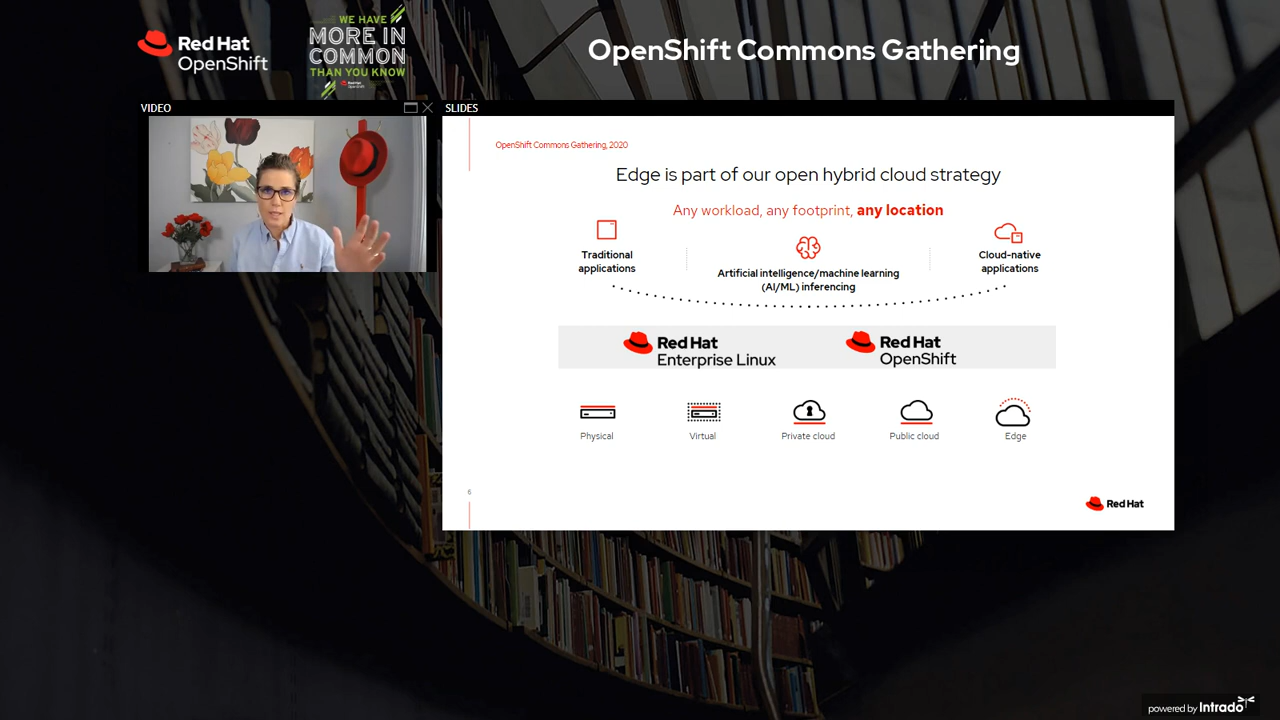 Red Hat
OpenShift
WE HAVE
MORE IN
COMMON
THAN YOU KNOW
Red Hat
OpenShift
OpenShift Commons Gathering
VIDEO
SLIDES
OpenShift Commons Gathering, 2020
Edge is part of our open hybrid cloud strategy
Any workload, any footprint, any location
Traditional
applications
Artificial intelligence/machine learning
(AI/ML) inferencing
Cloud-native
applications
Red Hat
Enterprise Linux
Red Hat
OpenShift
Physical
Virtual
Private cloud
Public cloud
Edge
6
Red Hat
powered by Intrado